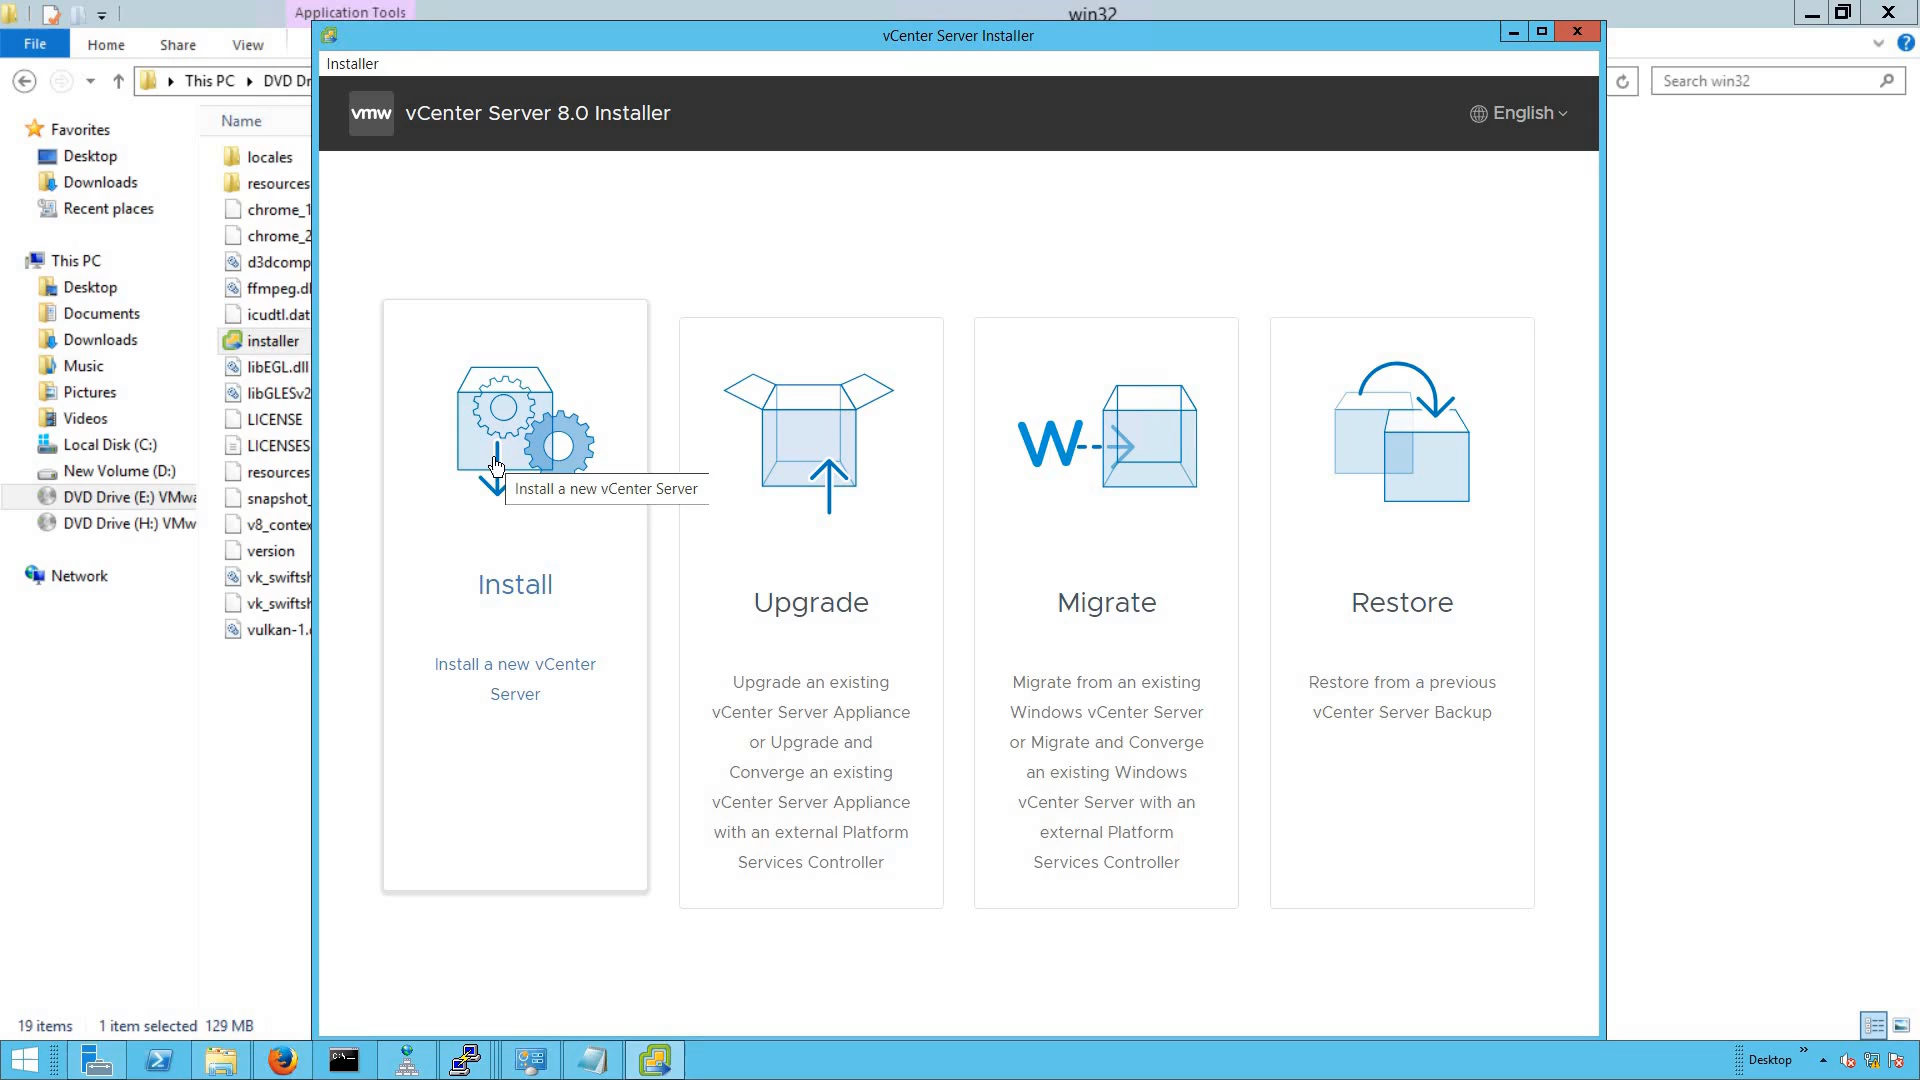 Application Tools
win32
File
Home
Share
View
vCenter Server Installer
This PC
DVD Dr
Search win32
Installer
vmw
vCenter Server 8.0 Installer
English
Favorites
Desktop
Downloads
Recent places
This PC
Desktop
Documents
Downloads
Music
Pictures
Videos
Local Disk (C:)
New Volume (D:)
DVD Drive (E:) VMwa
DVD Drive (H:) VMw
Network
Name
locales
resources
chrome_1
chrome_2
d3dcomp
ffmpeg.dl
icudtl.dat
installer
libEGL.dll
libGLESv2
LICENSE
LICENSES
resources
snapshot_
v8_contex
version
vk_swiftsh
vk_swiftsh
vulkan-1.
Install a new vCenter Server
Install
Install a new vCenter
Server
W
Upgrade
Upgrade an existing
vCenter Server Appliance
or Upgrade and
Converge an existing
vCenter Server Appliance
with an external Platform
Services Controller
Migrate
Migrate from an existing
Windows vCenter Server
or Migrate and Converge
an existing Windows
vCenter Server with an
external Platform
Services Controller
Restore
Restore from a previous
vCenter Server Backup
19 items
1 item selected 129 MB
C:\
Desktop